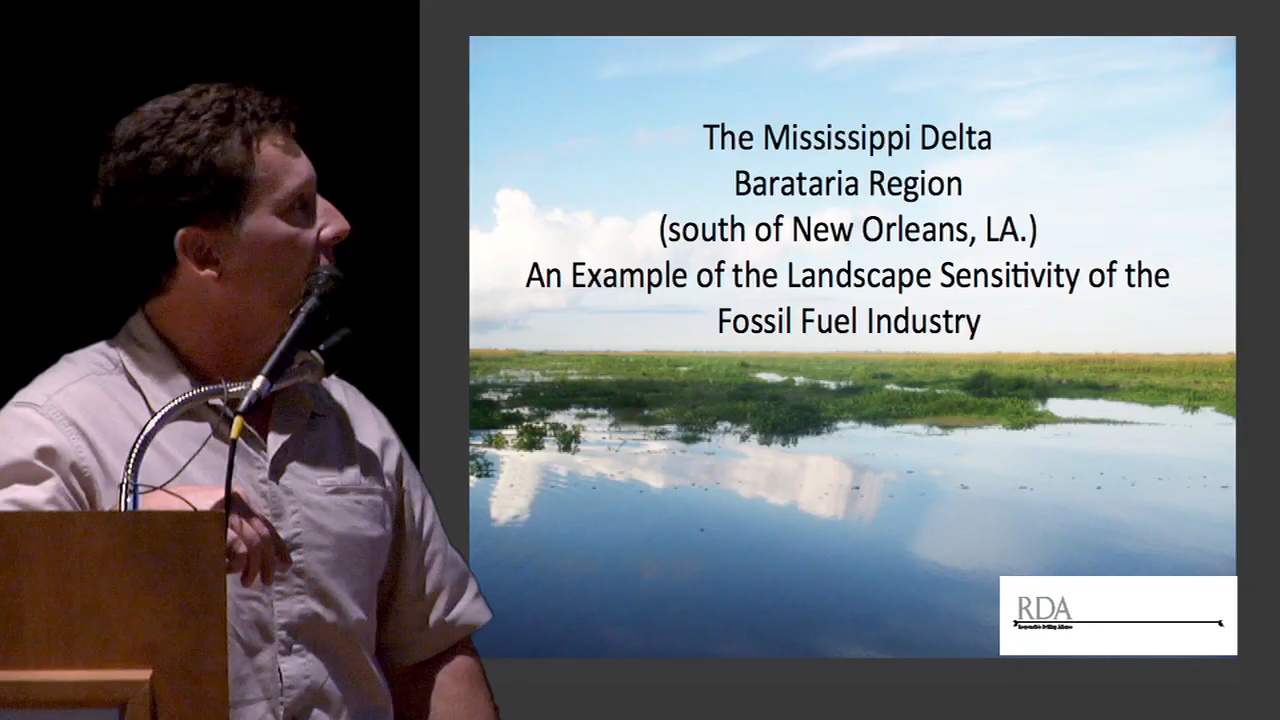 The Mississippi Delta
Barataria Region
(south of New Orleans, LA.)
An Example of the Landscape Sensitivity of the
Fossil Fuel Industry
RDA